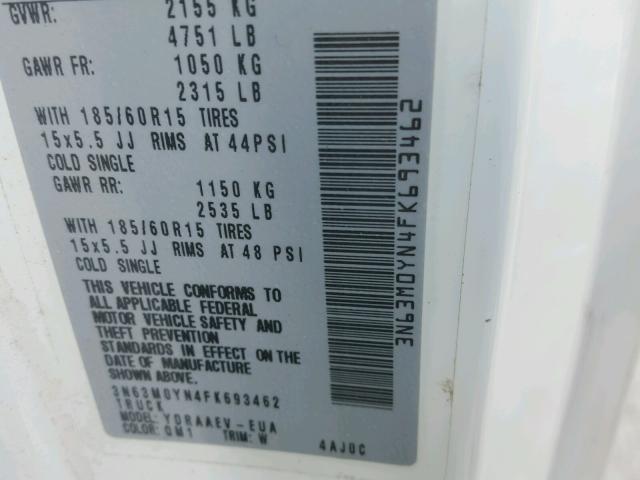 GVWR: 2155 KG
4751 LB
GAWR FR: 1050 KG
2315 LB
WITH 185/60R15 TIRES
15x5.5 JJ RIMS AT 44PSI
COLD SINGLE
GAWR RR: 1150 KG
2535 LB
WITH 185/60R15 TIRES
15x5.5 JJ RIMS AT 48 PSI
COLD SINGLE
THIS VEHICLE CONFORMS TO
ALL APPLICABLE FEDERAL
MOTOR VEHICLE SAFETY AND
THEFT PREVENTION
STANDARDS IN EFFECT ON THE
DATE OF MANUFACTURE
SHOWN ABOVE.
3N63M0YN4FK693462
TRUCK
MODEL: YDRAAEV-EUA
COLOR: QM1 TRIM: W 4AJ0C
3N63M0YN4FK693462